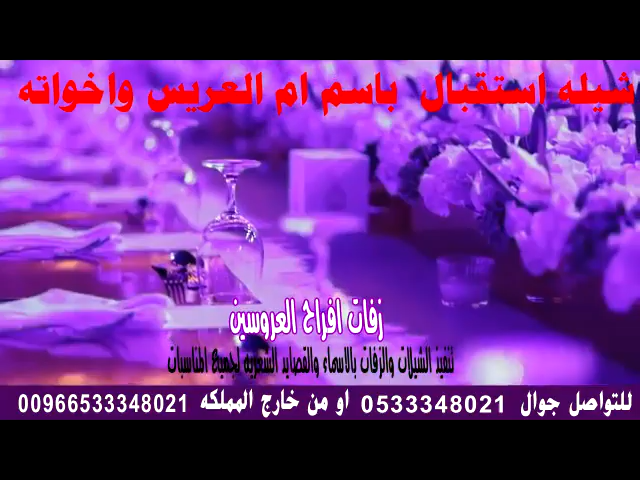 شيله استقبال باسم ام العريس واخواته
زفات افراح العروسين
تنفيذ الشيلات والزفات بالاسماء والقصايد الشعريه لجميع المناسبات
للتواصل جوال 0533348021 او من خارج المملكه 00966533348021